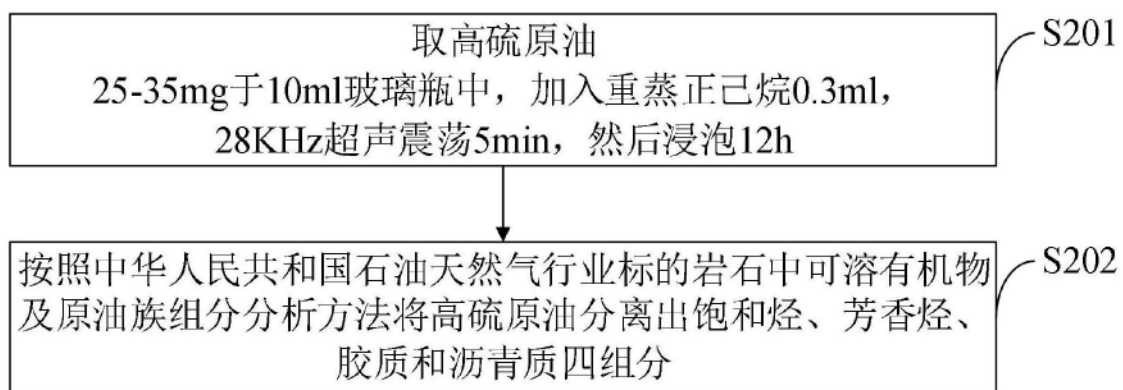 取高硫原油
25-35mg于10ml玻璃瓶中，加入重蒸正己烷0.3ml，
28KHz超声震荡5min，然后浸泡12h
S201
按照中华人民共和国石油天然气行业标的岩石中可溶有机物
及原油族组分分析方法将高硫原油分离出饱和烃、芳香烃、
胶质和沥青质四组分
S202